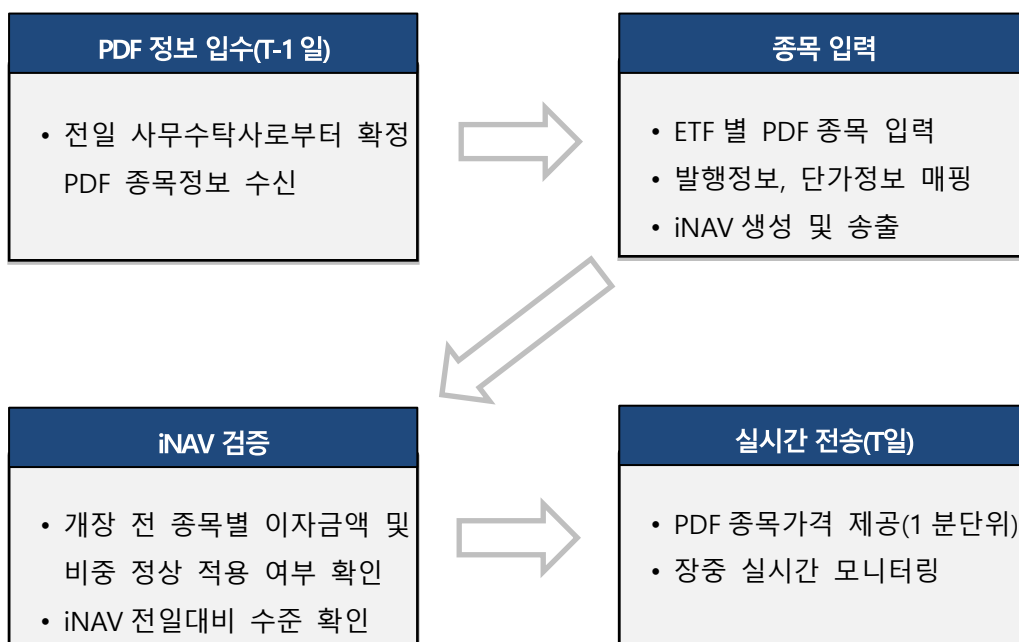 PDF 정보 입수(T-1 일)
• 전일 사무수탁사로부터 확정
PDF 종목정보 수신
종목 입력
• ETF 별 PDF 종목 입력
• 발행정보, 단가정보 매핑
• iNAV 생성 및 송출
iNAV 검증
• 개장 전 종목별 이자금액 및
비중 정상 적용 여부 확인
• iNAV 전일대비 수준 확인
실시간 전송(T일)
• PDF 종목가격 제공(1 분단위)
• 장중 실시간 모니터링